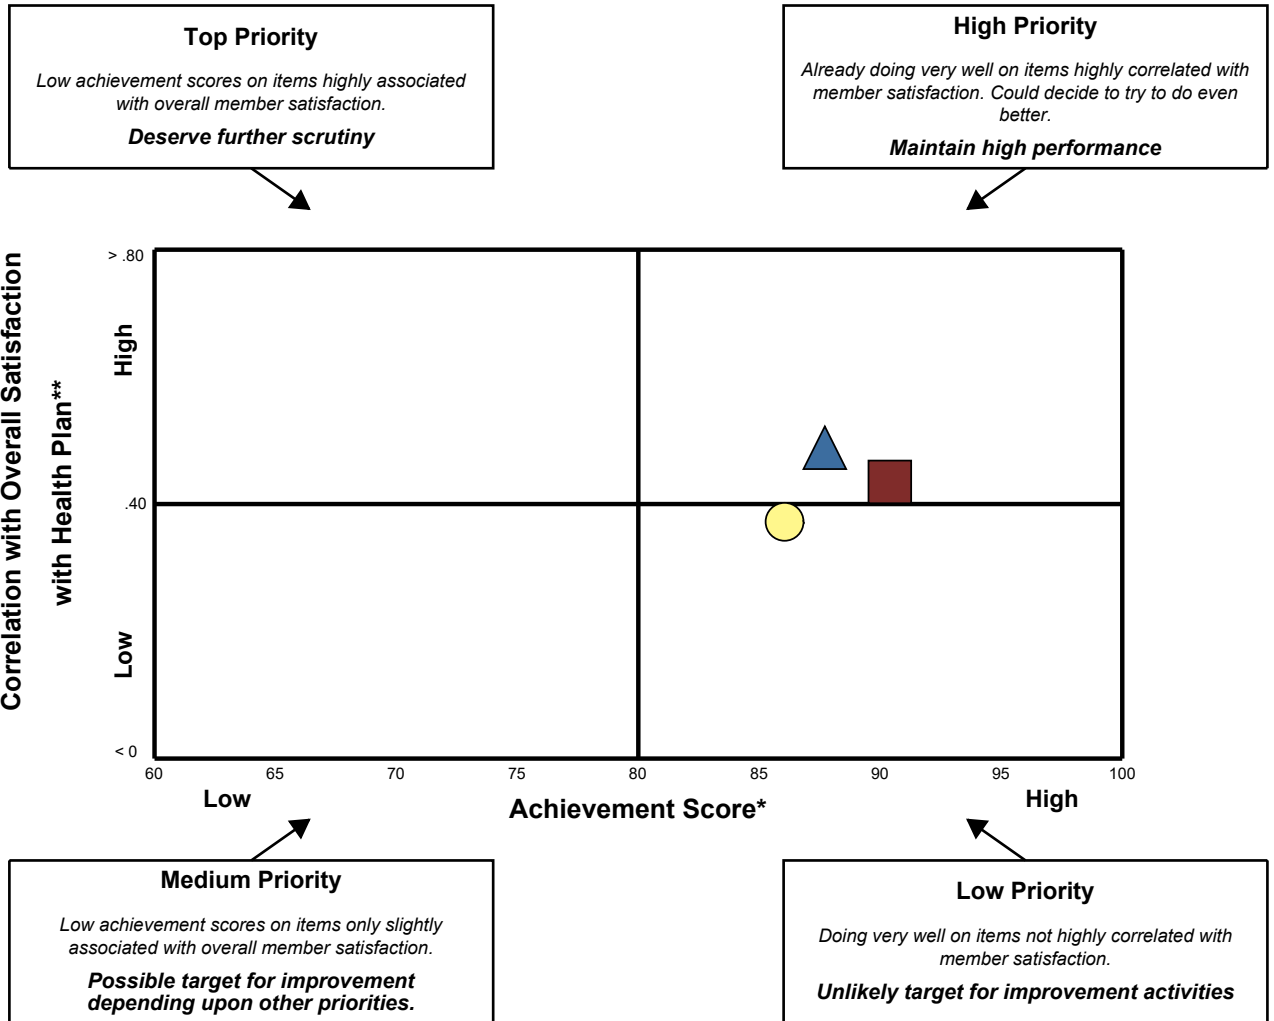 Top Priority
Low achievement scores on items highly associated
with overall member satisfaction.
Deserve further scrutiny
High Priority
Already doing very well on items highly correlated with
member satisfaction. Could decide to try to do even
better.
Maintain high performance
Correlation with Overall Satisfaction
with Health Plan**
> .80
High
.40
Low
< 0
60 65 70 75 80 85 90 95 100
Low Achievement Score* High
Medium Priority
Low achievement scores on items only slightly
associated with overall member satisfaction.
Possible target for improvement
depending upon other priorities.
Low Priority
Doing very well on items not highly correlated with
member satisfaction.
Unlikely target for improvement activities